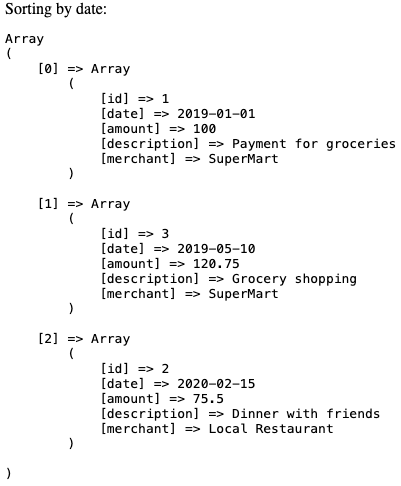 Sorting by date:
Array
(
    [0] => Array
        (
            [id] => 1
            [date] => 2019-01-01
            [amount] => 100
            [description] => Payment for groceries
            [merchant] => SuperMart
        )

    [1] => Array
        (
            [id] => 3
            [date] => 2019-05-10
            [amount] => 120.75
            [description] => Grocery shopping
            [merchant] => SuperMart
        )

    [2] => Array
        (
            [id] => 2
            [date] => 2020-02-15
            [amount] => 75.5
            [description] => Dinner with friends
            [merchant] => Local Restaurant
        )

)